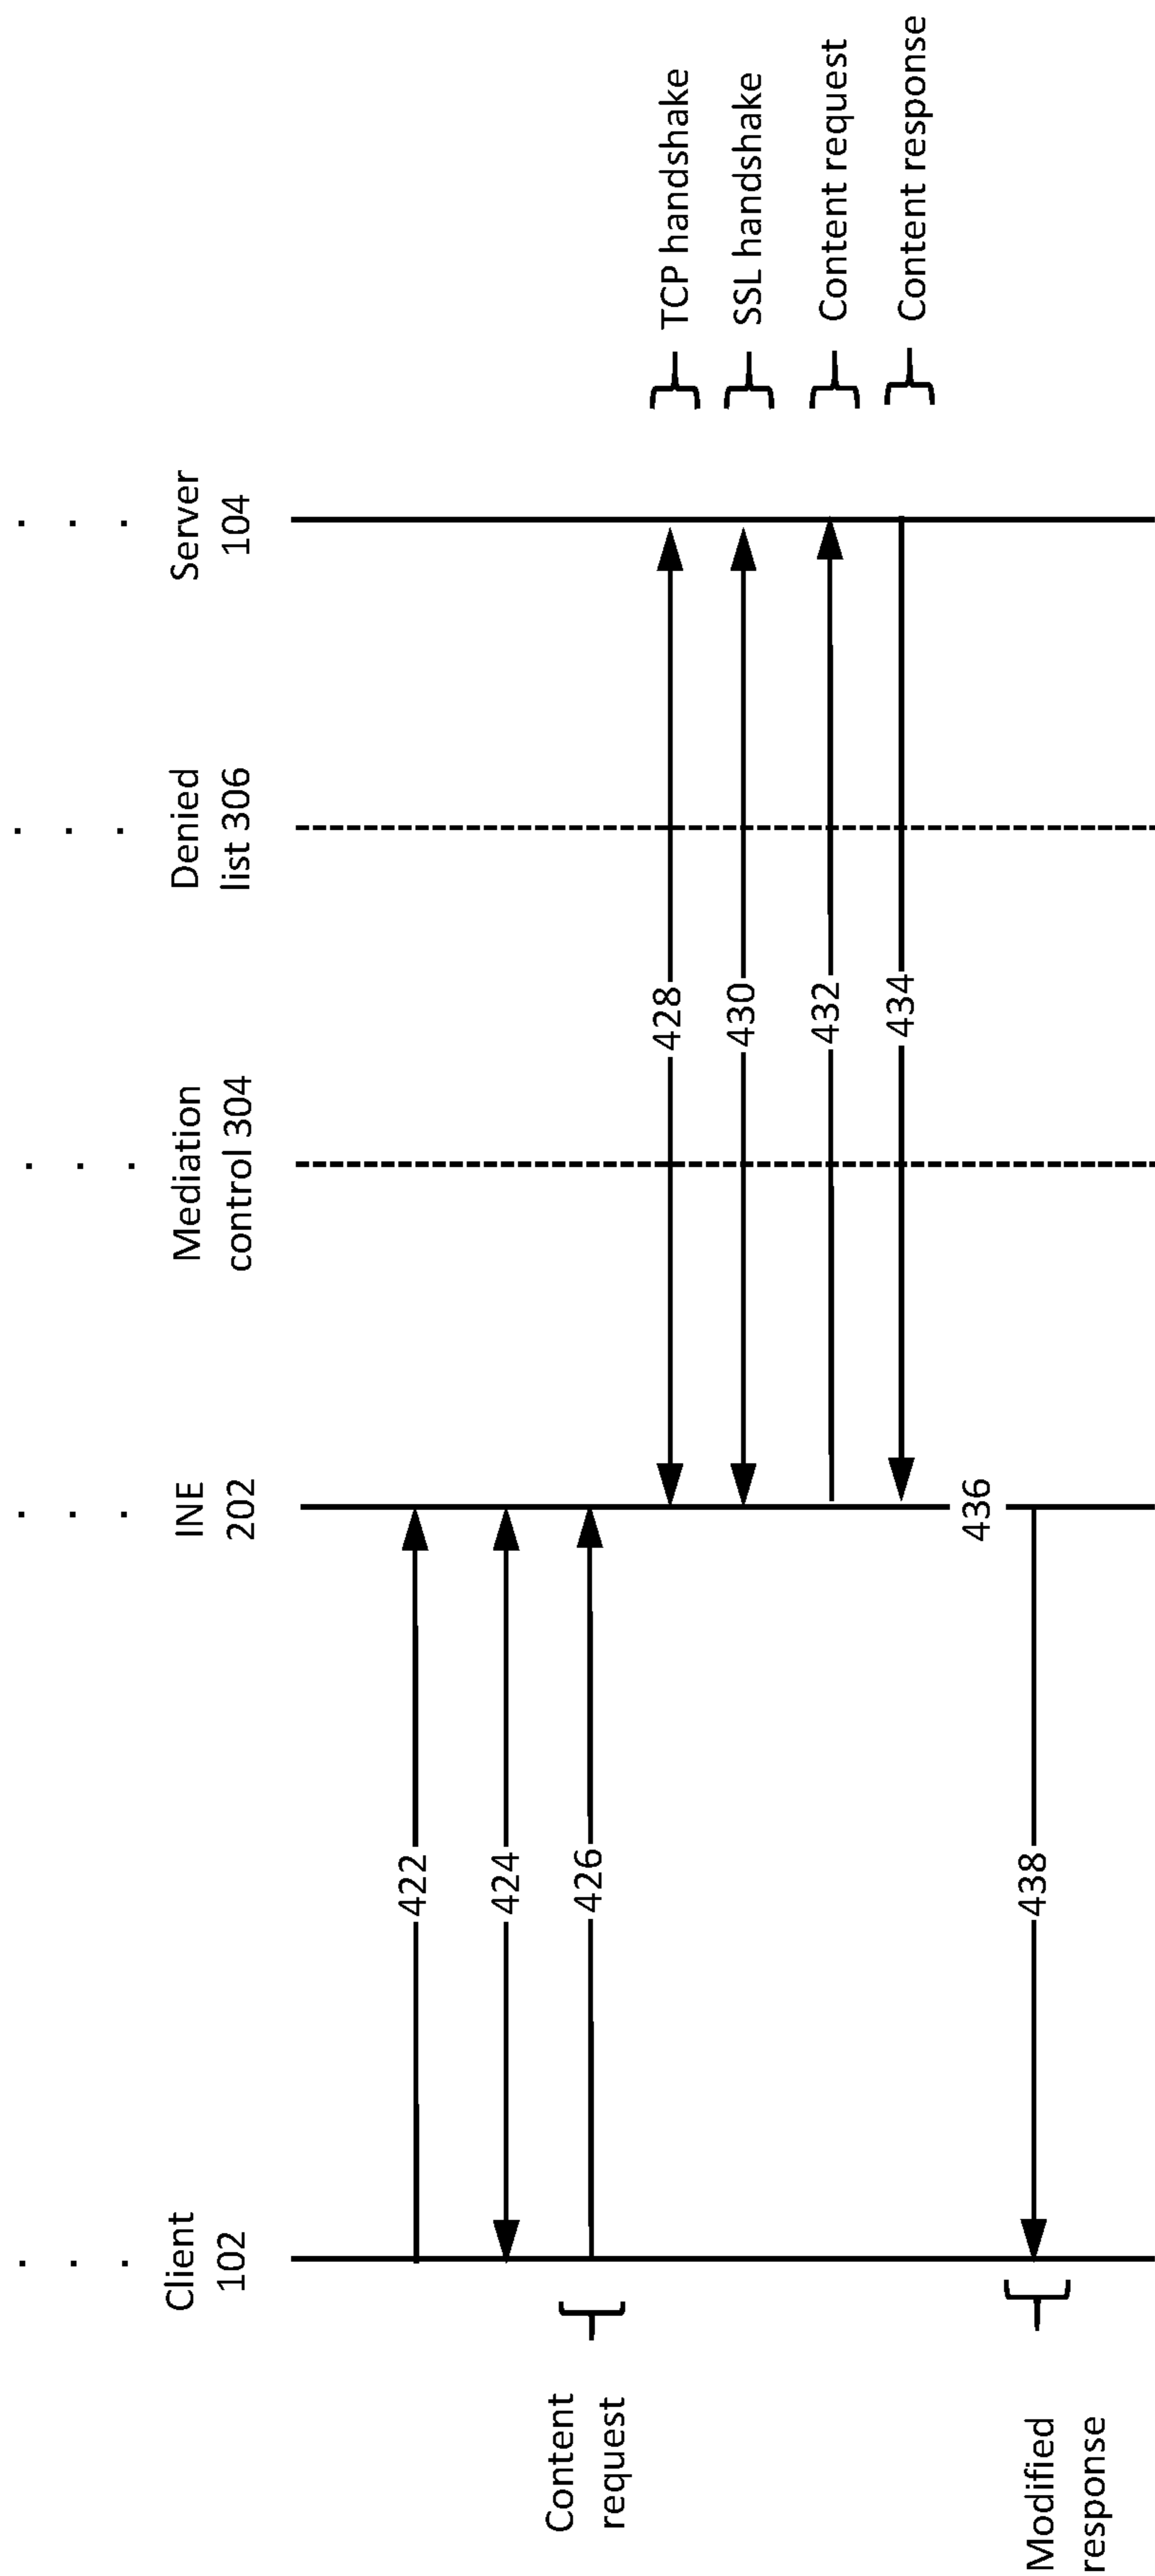 Client
102
INE
202
Mediation
control 304
Denied
list 306
Server
104
422
424
Content
request
426
428
TCP handshake
430
SSL handshake
432
Content request
434
Content response
436
Modified
response
438